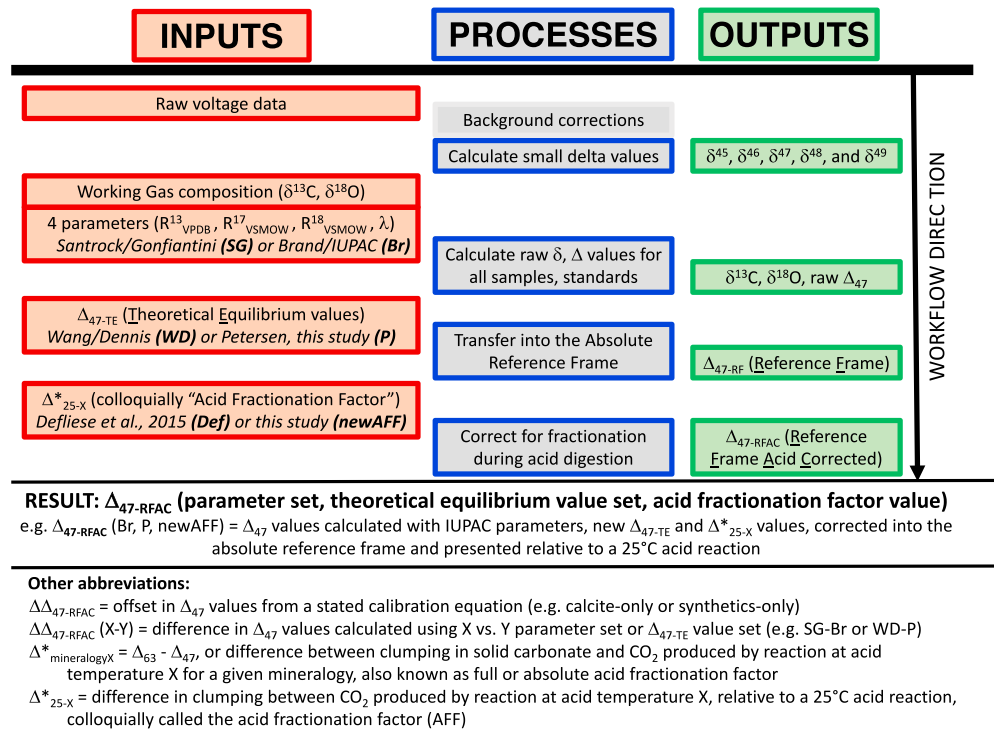 INPUTS
PROCESSES
OUTPUTS
Raw voltage data
Background corrections
Calculate small delta values
δ⁴⁵, δ⁴⁶, δ⁴⁷, δ⁴⁸, and δ⁴⁹
Working Gas composition (δ¹³C, δ¹⁸O)
4 parameters (R¹³VPDB, R¹⁷VSMOW, R¹⁸VSMOW, λ)
Santrock/Gonfiantini (SG) or Brand/IUPAC (Br)
Calculate raw δ, Δ values for
all samples, standards
δ¹³C, δ¹⁸O, raw Δ₄₇
Δ47-TE (Theoretical Equilibrium values)
Wang/Dennis (WD) or Petersen, this study (P)
Transfer into the Absolute
Reference Frame
Δ47-RF (Reference Frame)
Δ*25-X (colloquially “Acid Fractionation Factor”)
Defliese et al., 2015 (Def) or this study (newAFF)
Correct for fractionation
during acid digestion
Δ47-RFAC (Reference
Frame Acid Corrected)
WORKFLOW DIRECTION
RESULT: Δ47-RFAC (parameter set, theoretical equilibrium value set, acid fractionation factor value)
e.g. Δ47-RFAC (Br, P, newAFF) = Δ₄₇ values calculated with IUPAC parameters, new Δ47-TE and Δ*25-X values, corrected into the
absolute reference frame and presented relative to a 25°C acid reaction
Other abbreviations:
ΔΔ47-RFAC = offset in Δ₄₇ values from a stated calibration equation (e.g. calcite-only or synthetics-only)
ΔΔ47-RFAC (X-Y) = difference in Δ₄₇ values calculated using X vs. Y parameter set or Δ47-TE value set (e.g. SG-Br or WD-P)
Δ*mineralogyX = Δ₆₃ - Δ₄₇, or difference between clumping in solid carbonate and CO₂ produced by reaction at acid
temperature X for a given mineralogy, also known as full or absolute acid fractionation factor
Δ*25-X = difference in clumping between CO₂ produced by reaction at acid temperature X, relative to a 25°C acid reaction,
colloquially called the acid fractionation factor (AFF)